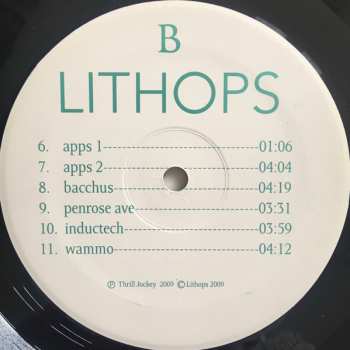 B
LITHOPS
6. apps 1------------------------------01:06
7. apps 2------------------------------04:04
8. bacchus---------------------------04:19
9. penrose ave----------------------03:31
10. inductech-------------------------03:59
11. wammo----------------------------04:12
℗ Thrill Jockey 2009 © Lithops 2009